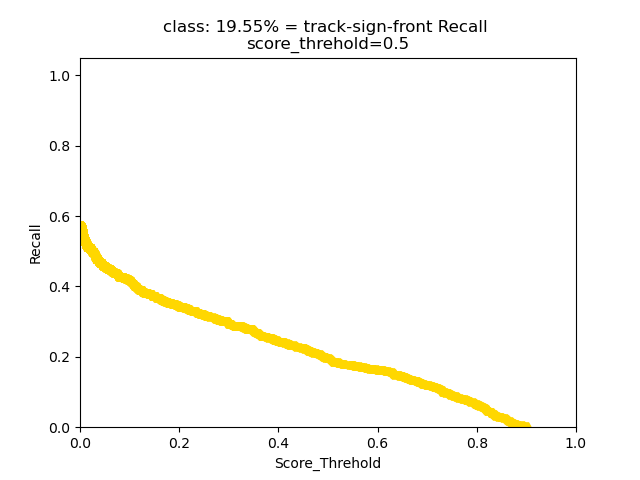 class: 19.55% = track-sign-front Recall
score_threhold=0.5
1.0
0.8
0.6
0.4
0.2
0.0
Recall
0.0 0.2 0.4 0.6 0.8 1.0
Score_Threhold